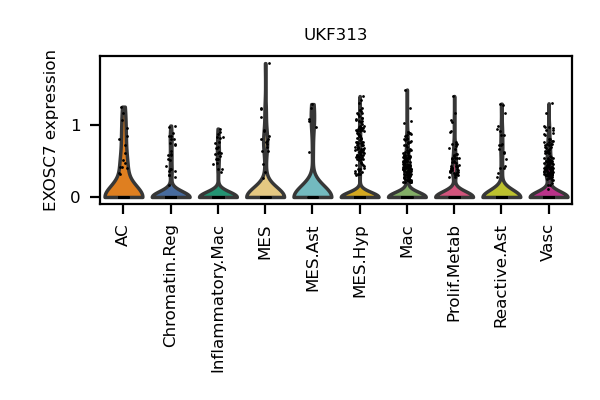 UKF313
EXOSC7 expression
1
0
AC
Chromatin.Reg
Inflammatory.Mac
MES
MES.Ast
MES.Hyp
Mac
Prolif.Metab
Reactive.Ast
Vasc